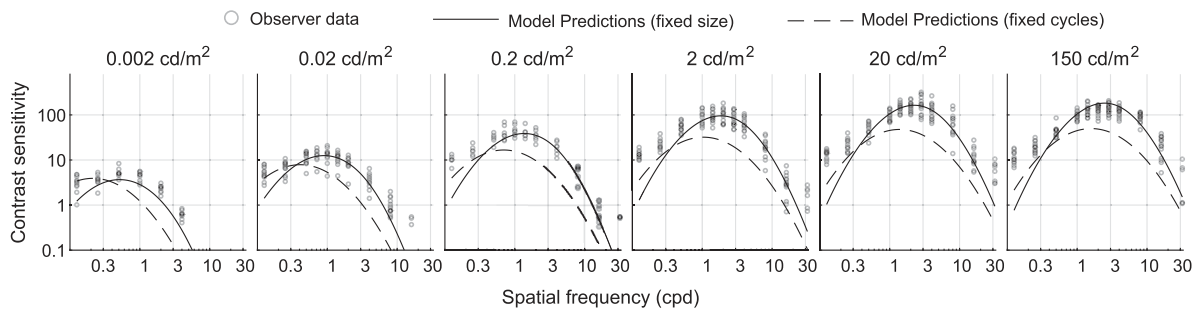 Observer data Model Predictions (fixed size) Model Predictions (fixed cycles)
0.002 cd/m² 0.02 cd/m² 0.2 cd/m² 2 cd/m² 20 cd/m² 150 cd/m²
Contrast sensitivity
100
10
1
0.1
0.3 1 3 10 30 0.3 1 3 10 30 0.3 1 3 10 30 0.3 1 3 10 30 0.3 1 3 10 30 0.3 1 3 10 30
Spatial frequency (cpd)